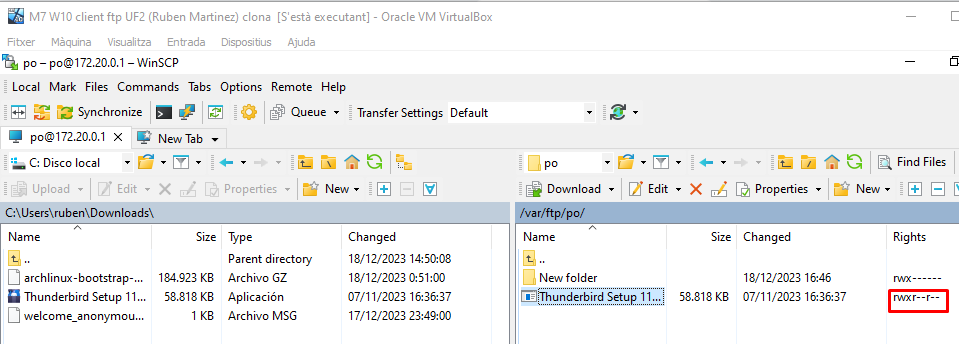 M7 W10 client ftp UF2 (Ruben Martinez) clona [S'està executant] - Oracle VM VirtualBox
Fitxer Màquina Visualitza Entrada Dispositius Ajuda
po – po@172.20.0.1 – WinSCP
Local Mark Files Commands Tabs Options Remote Help
Synchronize Queue Transfer Settings Default
po@172.20.0.1 New Tab
C: Disco local po Find Files
Upload Edit Properties New Download Edit Properties New
C:\Users\ruben\Downloads\ /var/ftp/po/
Name Size Type Changed Name Size Changed Rights
.. Parent directory 18/12/2023 14:50:08 ..
archlinux-bootstrap-... 184.923 KB Archivo GZ 18/12/2023 0:51:00 New folder 18/12/2023 16:46 rwx------
Thunderbird Setup 11... 58.818 KB Aplicación 07/11/2023 16:36:37 Thunderbird Setup 11... 58.818 KB 07/11/2023 16:36:37 rwxr--r--
welcome_anonymou... 1 KB Archivo MSG 17/12/2023 23:49:00